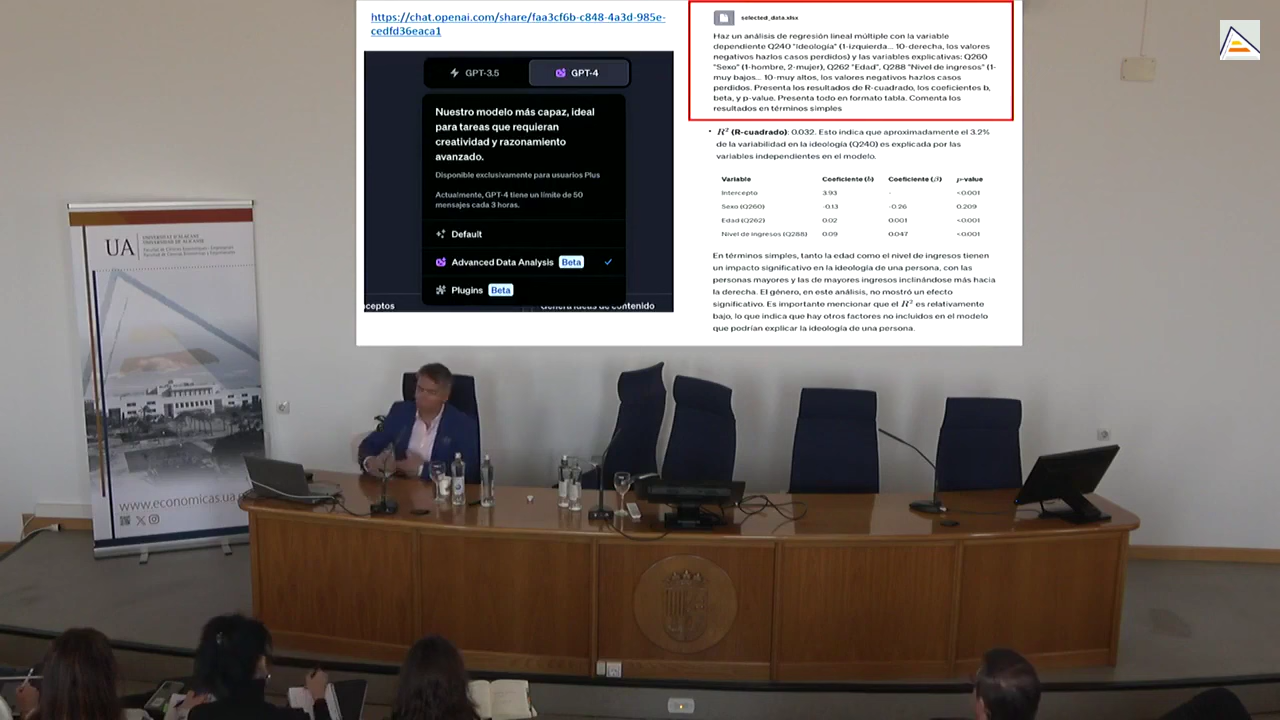 https://chat.openai.com/share/faa3cf6b-c848-4a3d-985e-
cedfd36eaca1
GPT-3.5
GPT-4
Nuestro modelo más capaz, ideal
para tareas que requieran
creatividad y razonamiento
avanzado.
Disponible exclusivamente para usuarios Plus
Actualmente, GPT-4 tiene un límite de 50
mensajes cada 3 horas.
Default
Advanced Data Analysis Beta
Plugins Beta
ceptos
Genera ideas de contenido
selected_data.xlsx
Haz un análisis de regresión lineal múltiple con la variable
dependiente Q240 "Ideología" (1-izquierda... 10-derecha, los valores
negativos hazlos casos perdidos) y las variables explicativas: Q260
"Sexo" (1-hombre, 2-mujer), Q262 "Edad", Q288 "Nivel de ingresos" (1-
muy bajos... 10-muy altos, los valores negativos hazlos casos
perdidos. Presenta los resultados de R-cuadrado, los coeficientes b,
beta, y p-value. Presenta todo en formato tabla. Comenta los
resultados en términos simples
• R² (R-cuadrado): 0.032. Esto indica que aproximadamente el 3.2%
de la variabilidad en la ideología (Q240) es explicada por las
variables independientes en el modelo.
Variable Coeficiente (b) Coeficiente (β) p-value
Intercepto 3.93 - <0.001
Sexo (Q260) -0.13 -0.26 0.209
Edad (Q262) 0.02 0.001 <0.001
Nivel de ingresos (Q288) 0.09 0.047 <0.001
En términos simples, tanto la edad como el nivel de ingresos tienen
un impacto significativo en la ideología de una persona, con las
personas mayores y las de mayores ingresos inclinándose más hacia
la derecha. El género, en este análisis, no mostró un efecto
significativo. Es importante mencionar que el R² es relativamente
bajo, lo que indica que hay otros factores no incluidos en el modelo
que podrían explicar la ideología de una persona.
UA
UNIVERSITAT D'ALACANT
UNIVERSIDAD DE ALICANTE
www.economicas.ua